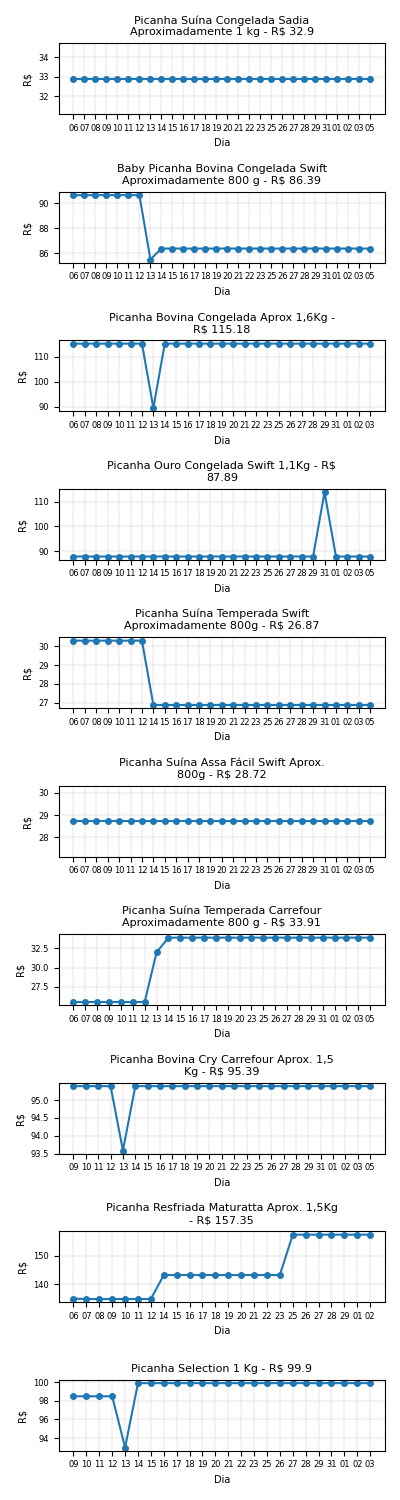 Picanha Suína Congelada Sadia
Aproximadamente 1 kg - R$ 32.9
34
33
32
R$
06 07 08 09 10 11 12 13 14 15 16 17 18 19 20 21 22 23 25 26 27 28 29 31 01 02 03 05
Dia
Baby Picanha Bovina Congelada Swift
Aproximadamente 800 g - R$ 86.39
90
88
86
R$
06 07 08 09 10 11 12 13 14 15 16 17 18 19 20 21 22 23 25 26 27 28 29 31 01 02 03 05
Dia
Picanha Bovina Congelada Aprox 1,6Kg -
R$ 115.18
110
100
90
R$
06 07 08 09 10 11 12 13 14 15 16 17 18 19 20 21 22 23 25 26 27 28 29 31 01 02 03
Dia
Picanha Ouro Congelada Swift 1,1Kg - R$
87.89
110
100
90
R$
06 07 08 09 10 11 12 14 15 16 17 18 19 20 21 22 23 25 26 27 28 29 31 01 02 03 05
Dia
Picanha Suína Temperada Swift
Aproximadamente 800g - R$ 26.87
30
29
28
27
R$
06 07 08 09 10 11 12 14 15 16 17 18 19 20 21 22 23 25 26 27 28 29 31 01 02 03 05
Dia
Picanha Suína Assa Fácil Swift Aprox.
800g - R$ 28.72
30
29
28
R$
06 07 08 09 10 11 12 14 15 16 17 18 19 20 21 22 23 25 26 27 28 29 31 01 02 03 05
Dia
Picanha Suína Temperada Carrefour
Aproximadamente 800 g - R$ 33.91
32.5
30.0
27.5
R$
06 07 08 09 10 11 12 13 14 15 16 17 18 19 20 21 22 23 25 26 27 28 29 31 01 02 03 05
Dia
Picanha Bovina Cry Carrefour Aprox. 1,5
Kg - R$ 95.39
95.0
94.5
94.0
93.5
R$
09 10 11 12 13 14 15 16 17 18 19 20 21 22 23 25 26 27 28 29 31 01 02 03 05
Dia
Picanha Resfriada Maturatta Aprox. 1,5Kg
- R$ 157.35
150
140
R$
06 07 08 09 10 11 12 14 15 16 17 18 19 20 21 22 23 26 27 28 29 31 01 02
Dia
Picanha Selection 1 Kg - R$ 99.9
100
98
96
94
R$
09 10 11 12 13 14 15 16 17 18 19 20 21 22 23 25 26 27 28 29 31 01 02 03
Dia